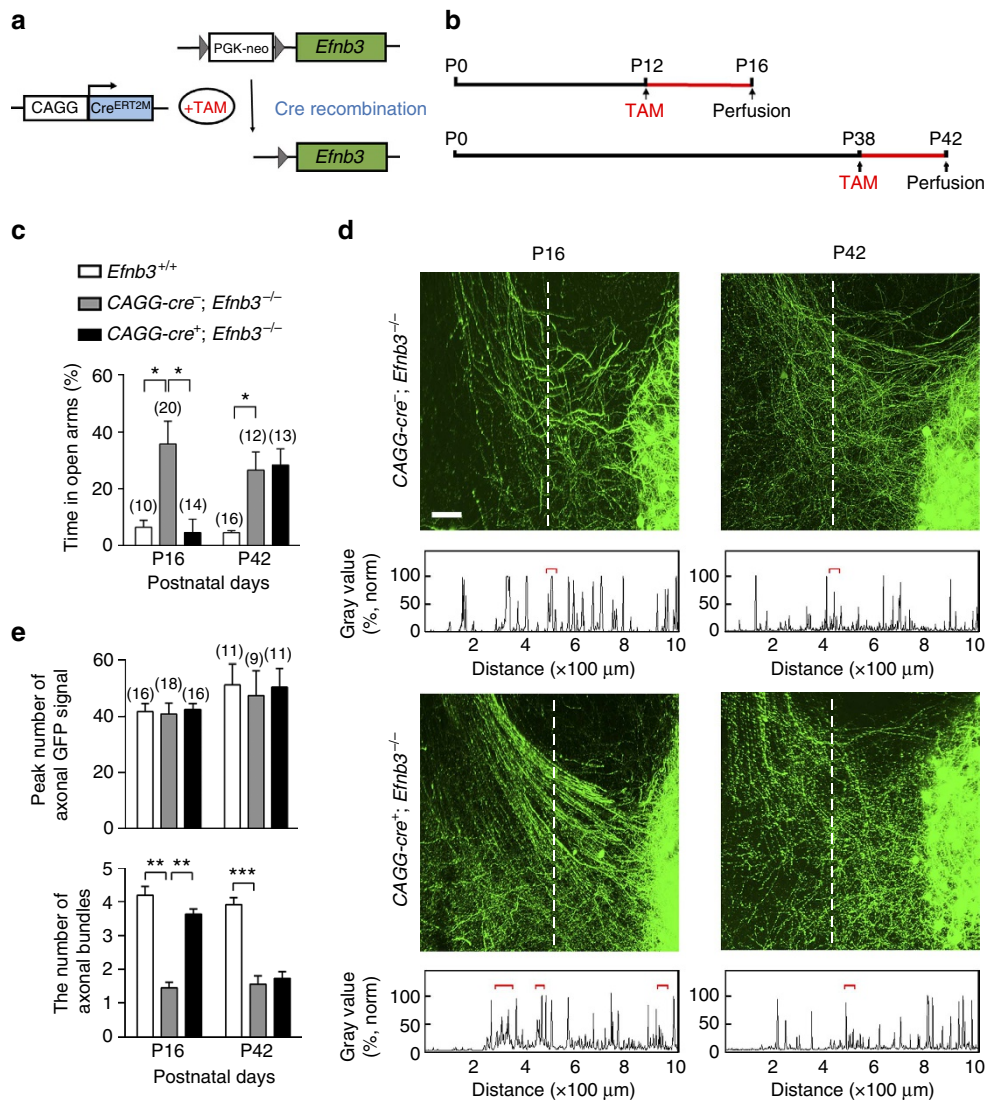 a
PGK-neo
Efnb3
CAGG
Cre^ERT2M
+TAM
Cre recombination
Efnb3
b
P0
P12
P16
TAM
Perfusion
P0
P38
P42
TAM
Perfusion
c
Efnb3+/+
CAGG-cre–; Efnb3–/–
CAGG-cre+; Efnb3–/–
Time in open arms (%)
60
40
20
0
(10)
*
*
(20)
(14)
(16)
*
(12)
(13)
P16
P42
Postnatal days
d
P16
P42
CAGG-cre–; Efnb3–/–
Gray value
(%, norm)
100
50
0
0 2 4 6 8 10
Distance (×100 μm)
100
50
0
0 2 4 6 8 10
Distance (×100 μm)
CAGG-cre+; Efnb3–/–
Gray value
(%, norm)
100
50
0
0 2 4 6 8 10
Distance (×100 μm)
100
50
0
0 2 4 6 8 10
Distance (×100 μm)
e
Peak number of
axonal GFP signal
60
40
20
0
(16)
(18)
(16)
(11)
(9)
(11)
The number of
axonal bundles
5
4
3
2
1
0
**
**
***
P16
P42
Postnatal days